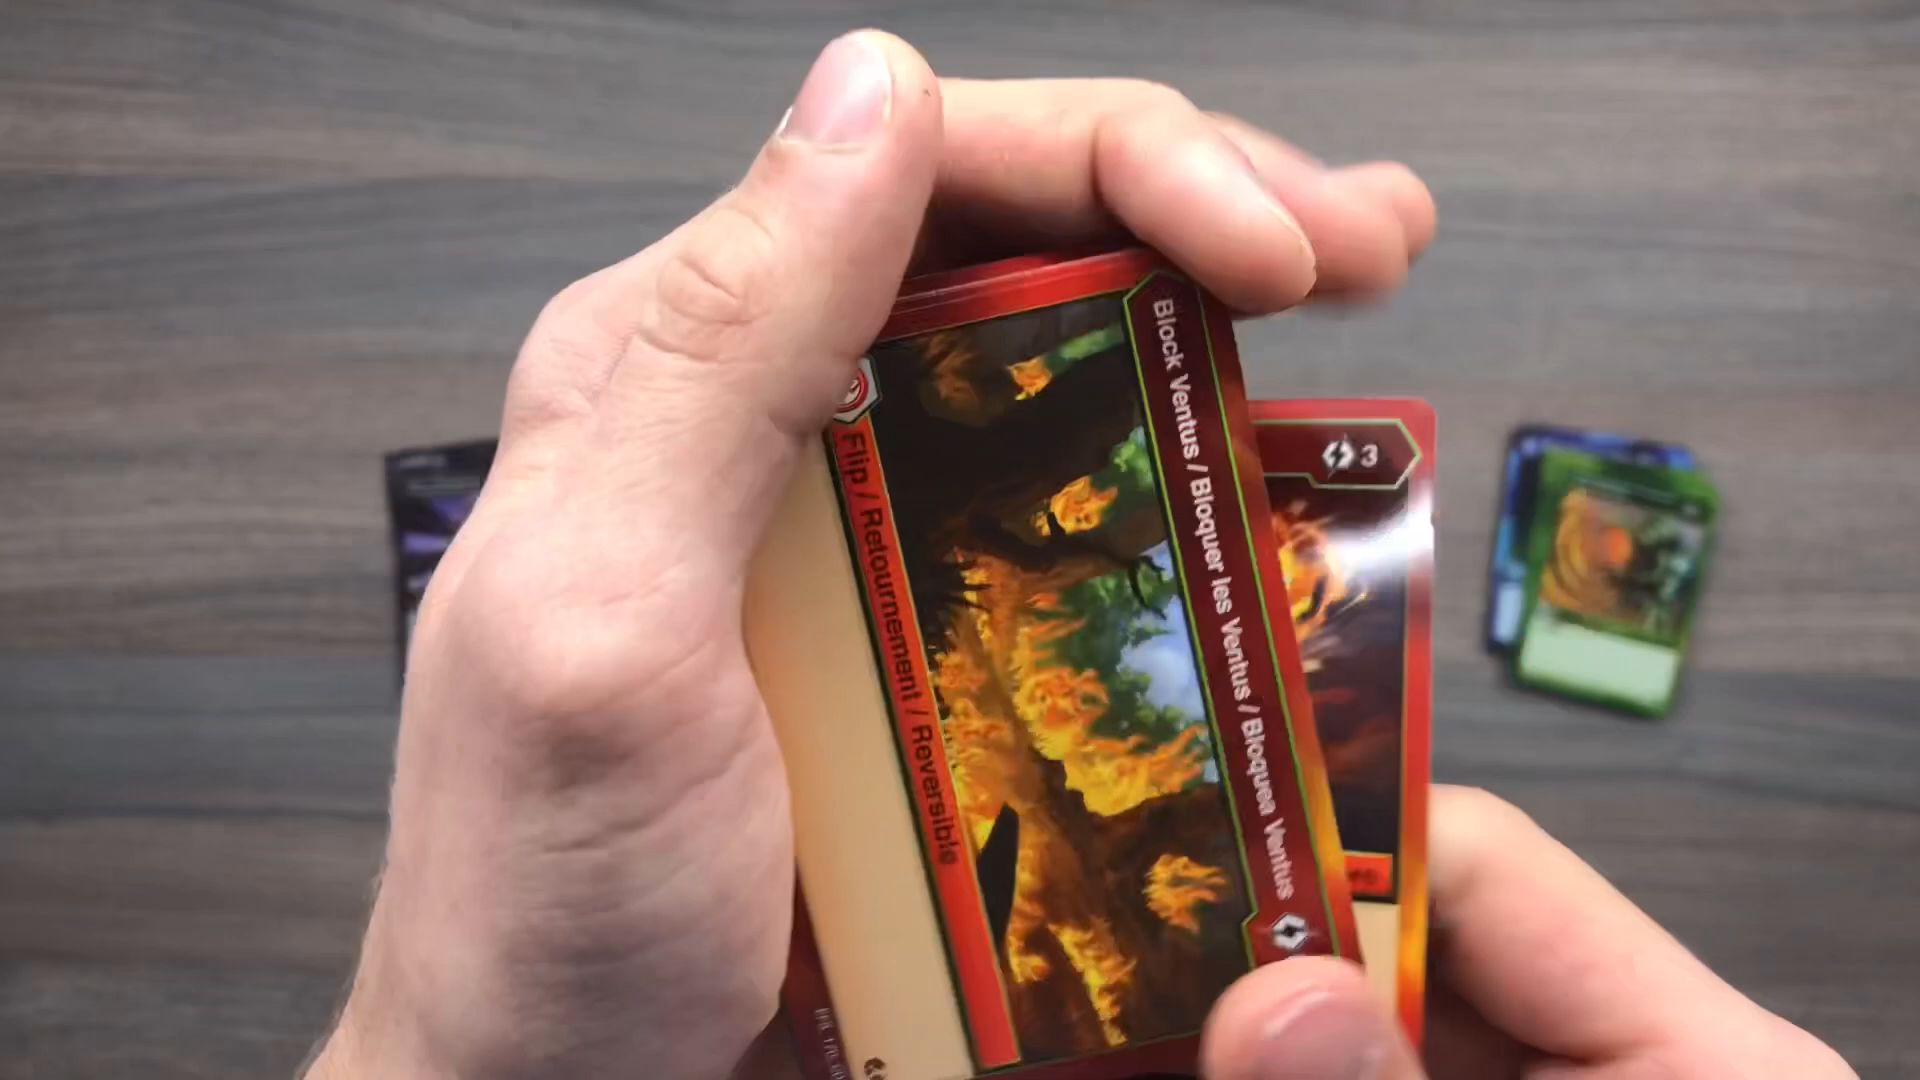 Block Ventus / Bloquer les Ventus / Bloquea Ventus
Flip / Retournement / Reversible
3